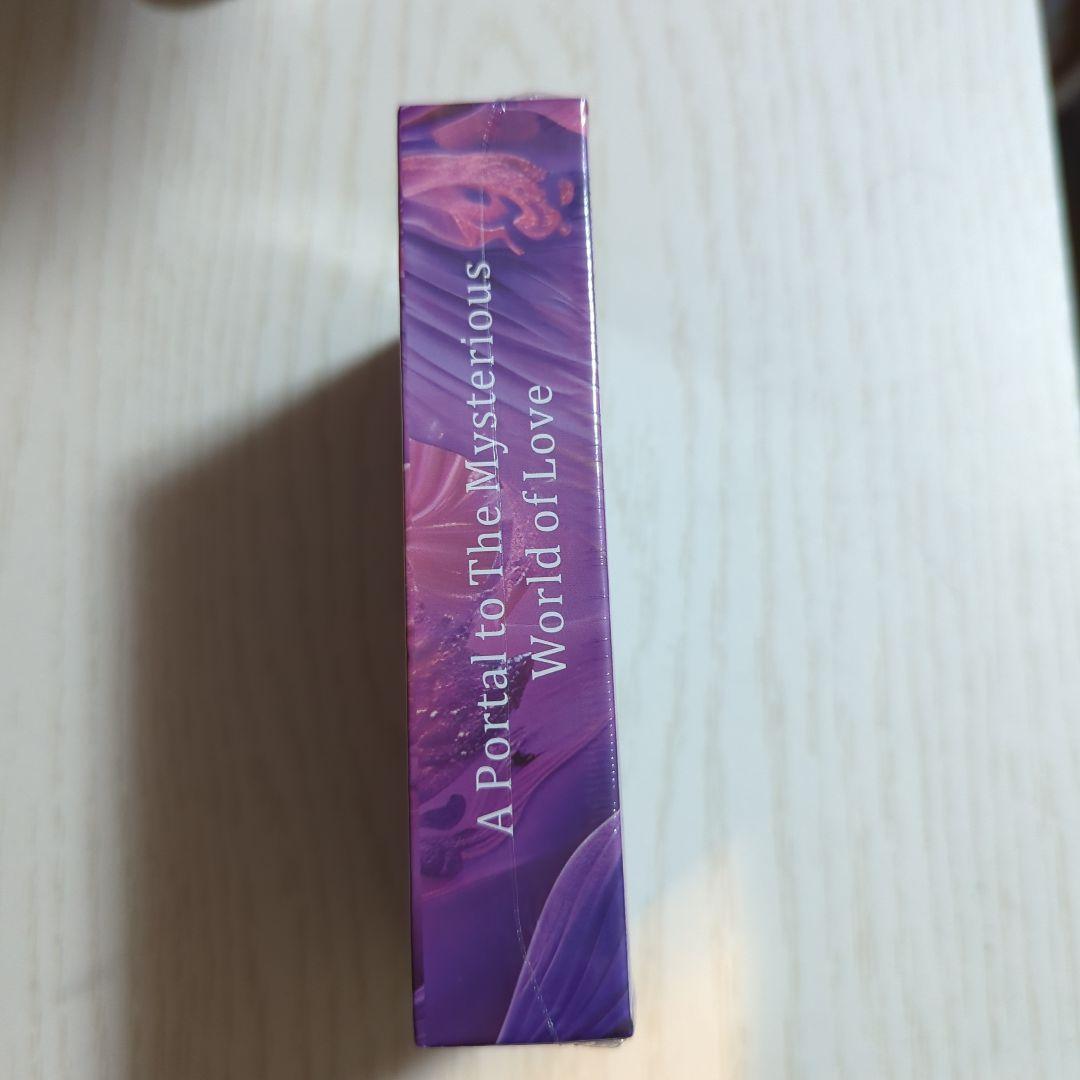 A Portal to The Mysterious
World of Love